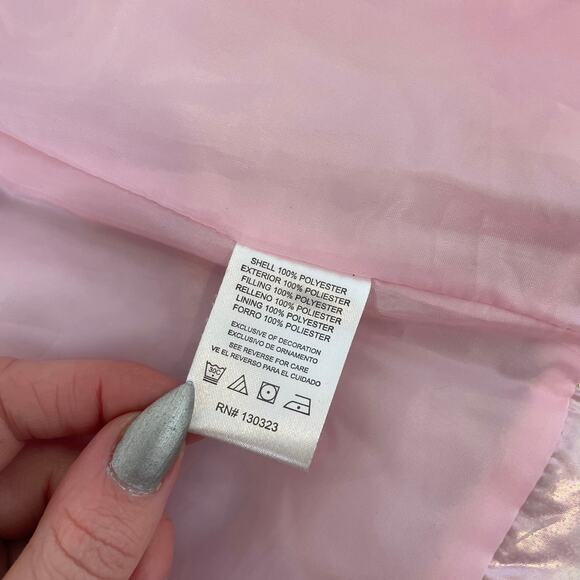 SHELL 100% POLYESTER
EXTERIOR 100% POLIESTER
FILLING 100% POLYESTER
RELLENO 100% POLIESTER
LINING 100% POLYESTER
FORRO 100% POLIESTER
EXCLUSIVE OF DECORATION
EXCLUSIVO DE ORNAMENTO
SEE REVERSE FOR CARE
VE EL REVERSO PARA EL CUIDADO
30C
RN# 130323